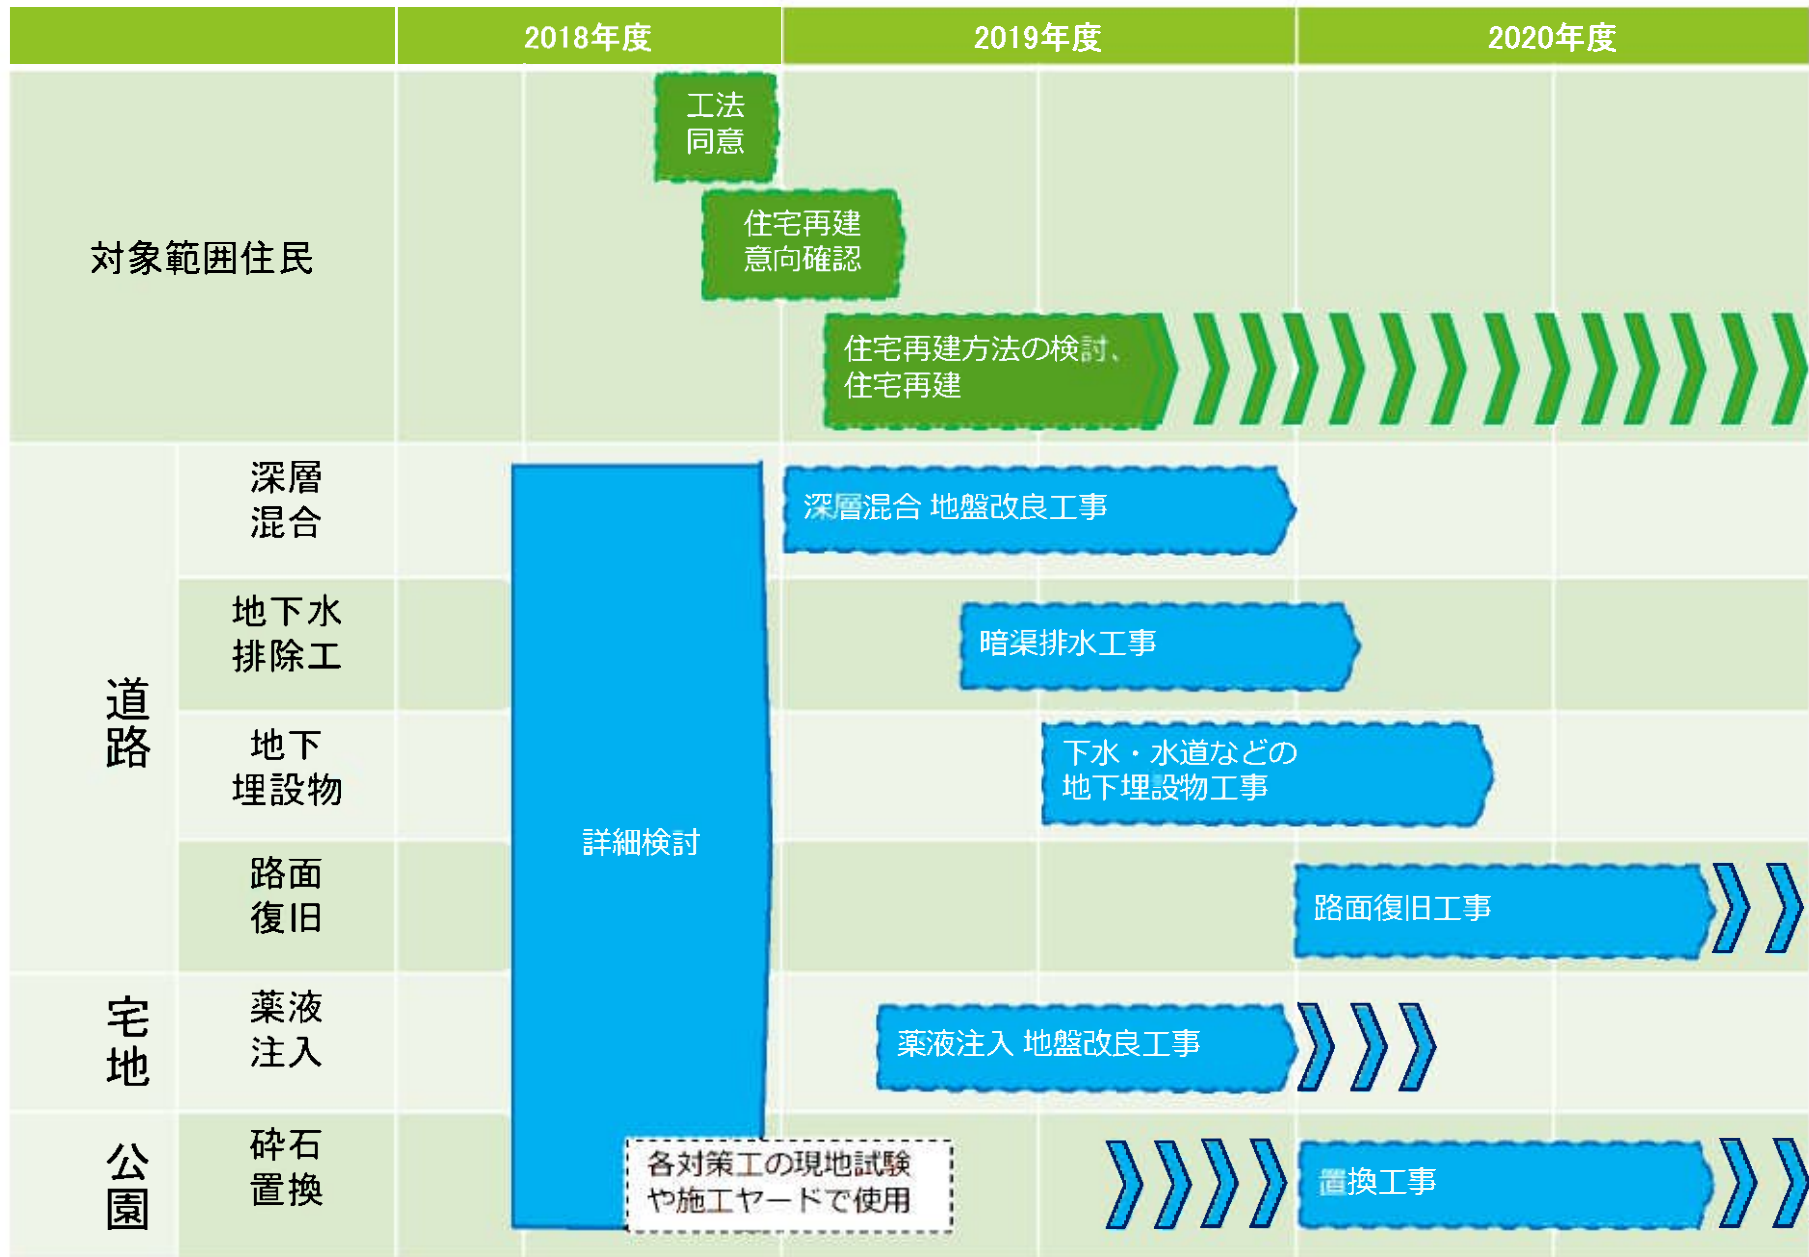 2018年度
2019年度
2020年度
対象範囲住民
工法
同意
住宅再建
意向確認
住宅再建方法の検討、
住宅再建
道路
深層
混合
深層混合 地盤改良工事
地下水
排除工
暗渠排水工事
地下
埋設物
下水・水道などの
地下埋設物工事
詳細検討
路面
復旧
路面復旧工事
宅地
薬液
注入
薬液注入 地盤改良工事
公園
砕石
置換
各対策工の現地試験
や施工ヤードで使用
置換工事